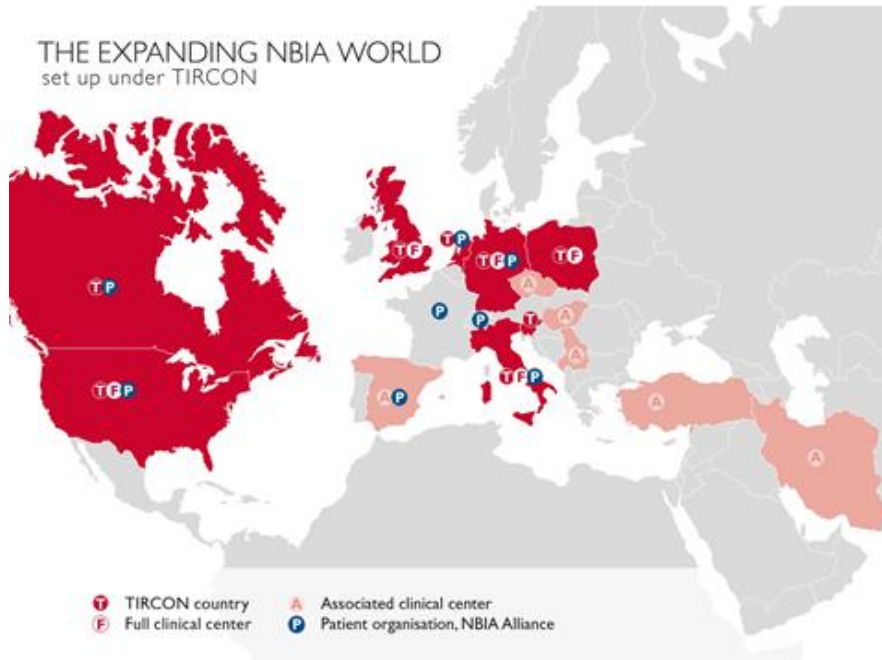 THE EXPANDING NBIA WORLD
set up under TIRCON
T P
T F P
T F
T P
T F P
T F
A
P
P
T
A
A
A P
T F P
A
A
T TIRCON country
A Associated clinical center
F Full clinical center
P Patient organisation, NBIA Alliance